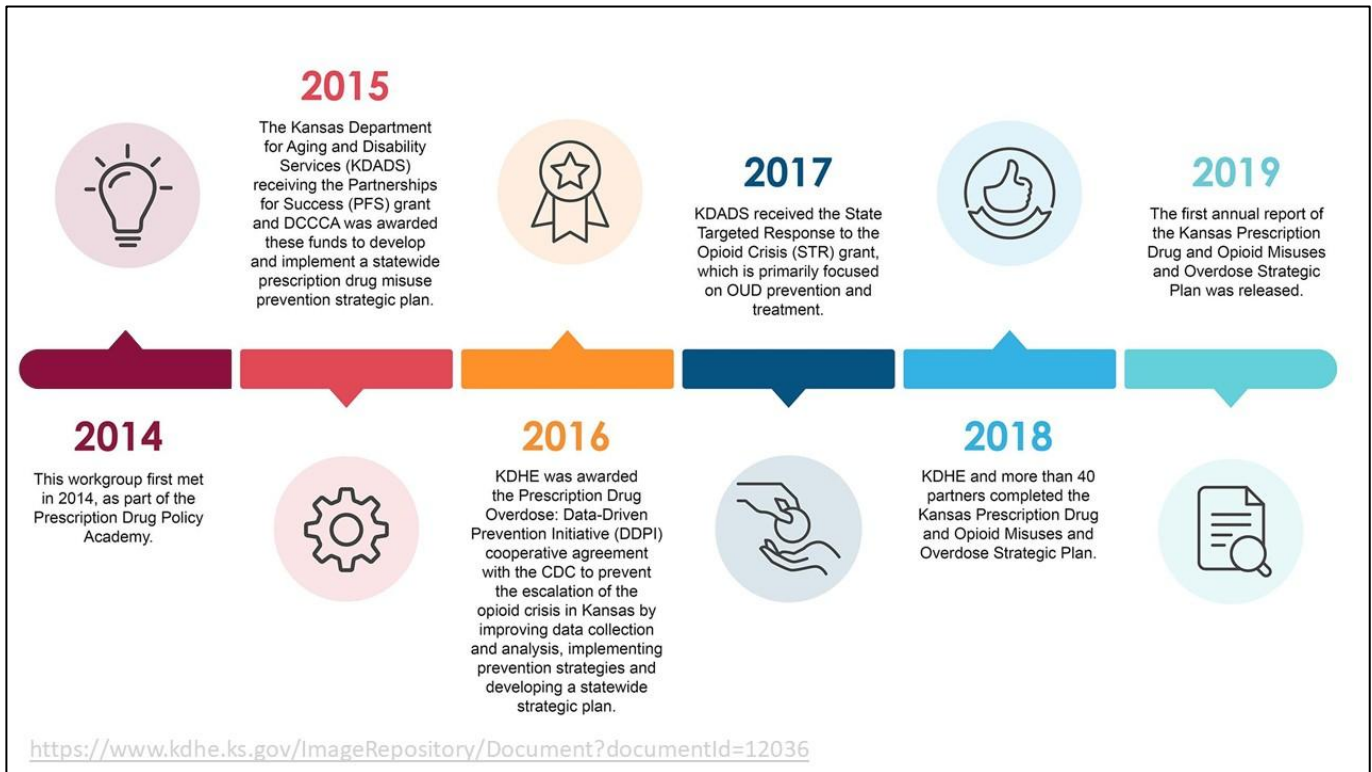 2015
The Kansas Department
for Aging and Disability
Services (KDADS)
receiving the Partnerships
for Success (PFS) grant
and DCCCA was awarded
these funds to develop
and implement a statewide
prescription drug misuse
prevention strategic plan.
2017
KDADS received the State
Targeted Response to the
Opioid Crisis (STR) grant,
which is primarily focused
on OUD prevention and
treatment.
2019
The first annual report of
the Kansas Prescription
Drug and Opioid Misuses
and Overdose Strategic
Plan was released.
2014
This workgroup first met
in 2014, as part of the
Prescription Drug Policy
Academy.
2016
KDHE was awarded
the Prescription Drug
Overdose: Data-Driven
Prevention Initiative (DDPI)
cooperative agreement
with the CDC to prevent
the escalation of the
opioid crisis in Kansas by
improving data collection
and analysis, implementing
prevention strategies and
developing a statewide
strategic plan.
2018
KDHE and more than 40
partners completed the
Kansas Prescription Drug
and Opioid Misuses and
Overdose Strategic Plan.
https://www.kdhe.ks.gov/ImageRepository/Document?documentId=12036